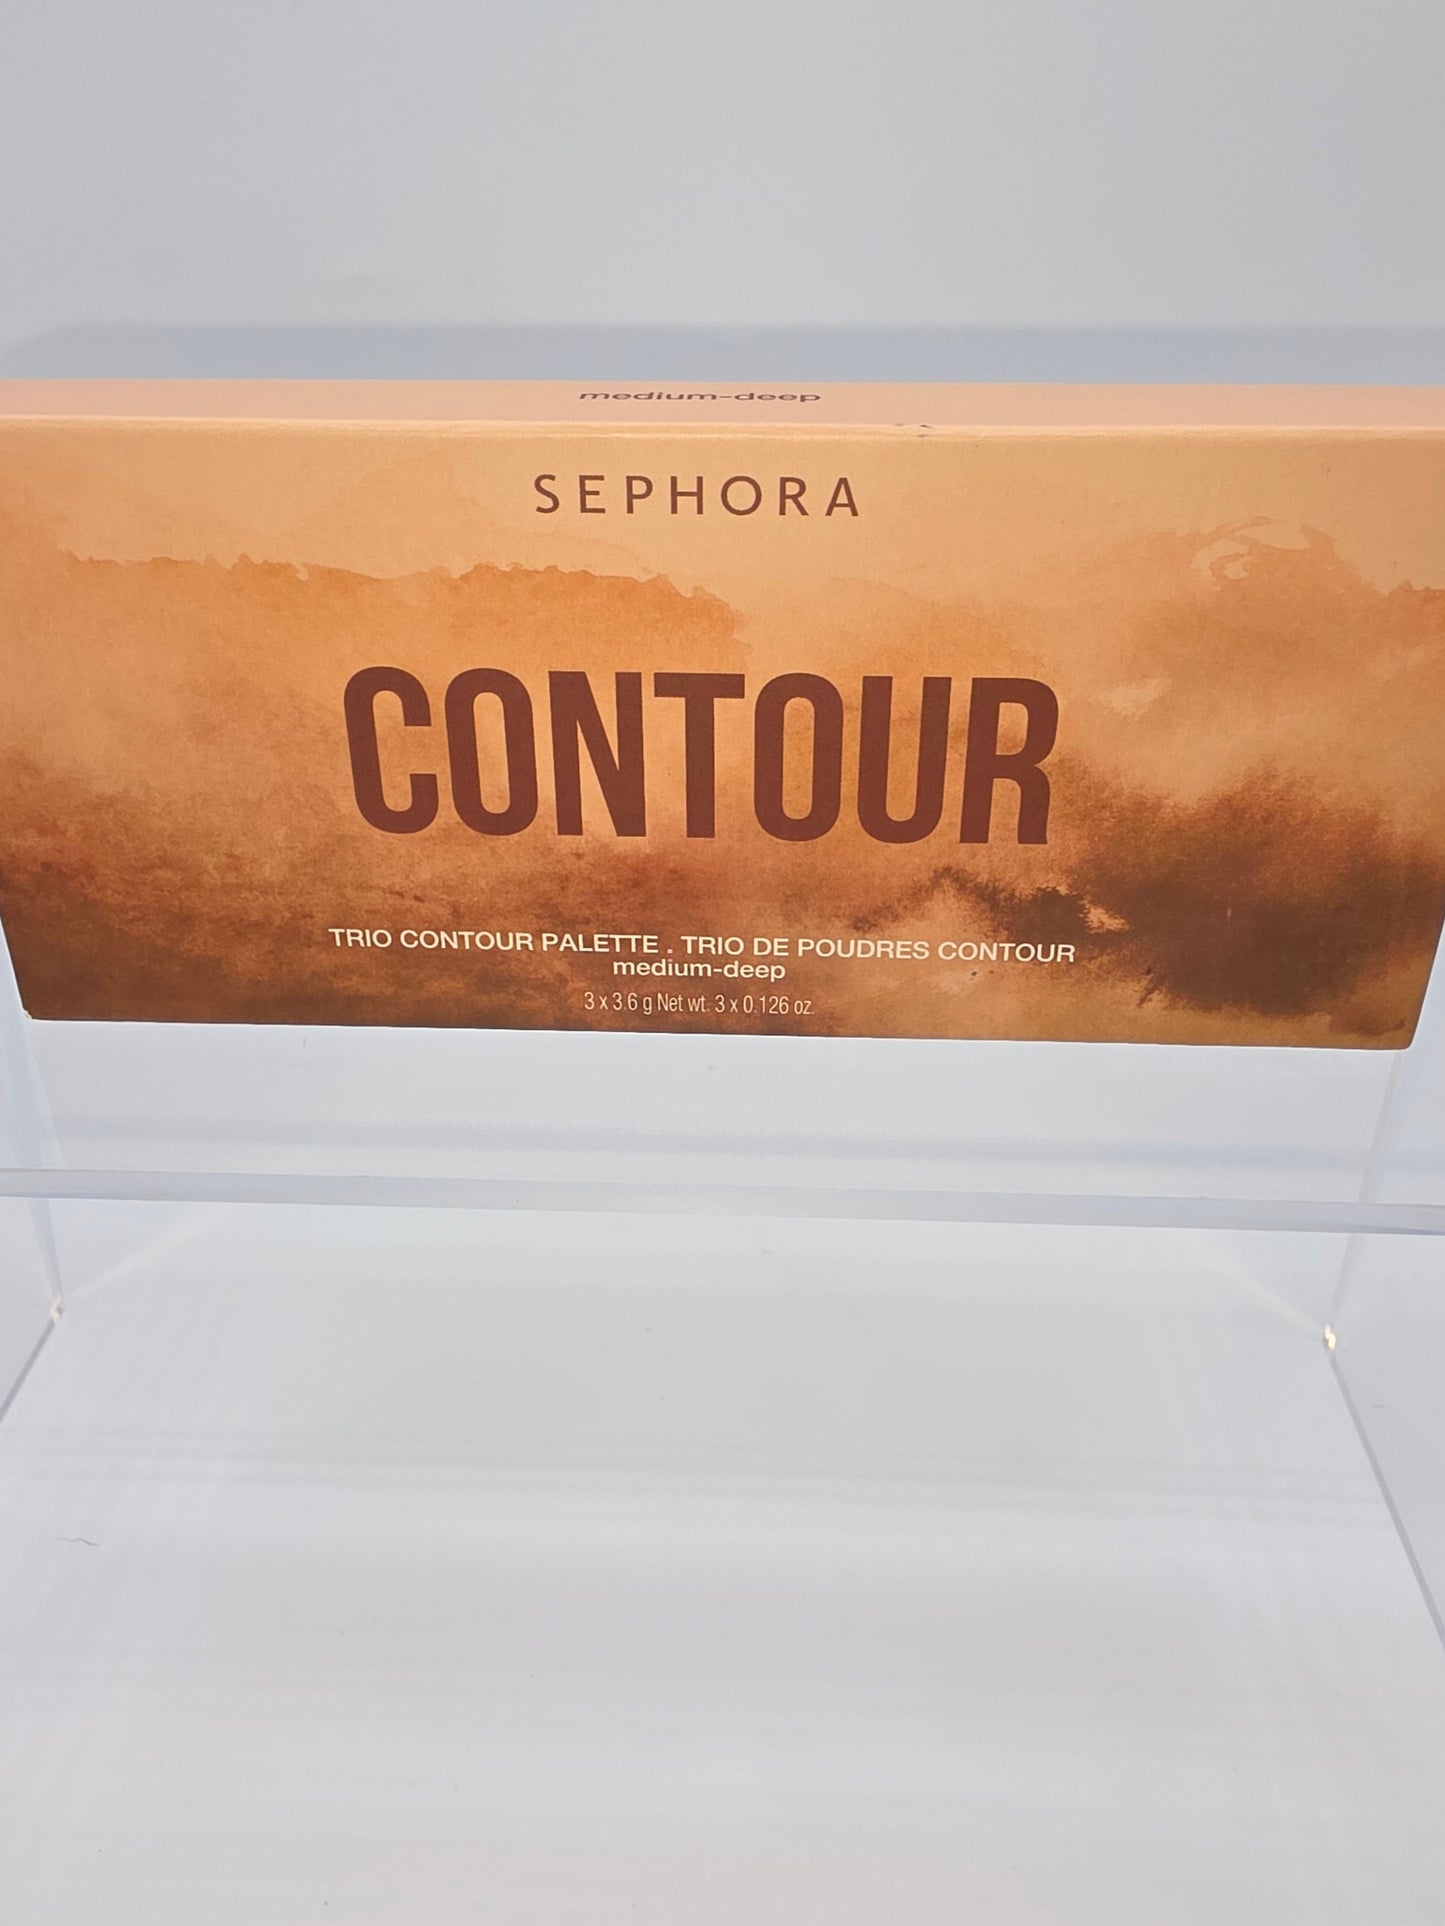 medium-deep
SEPHORA
CONTOUR
TRIO CONTOUR PALETTE . TRIO DE POUDRES CONTOUR
medium-deep
3 x 3.6 g Net wt. 3 x 0.126 oz.